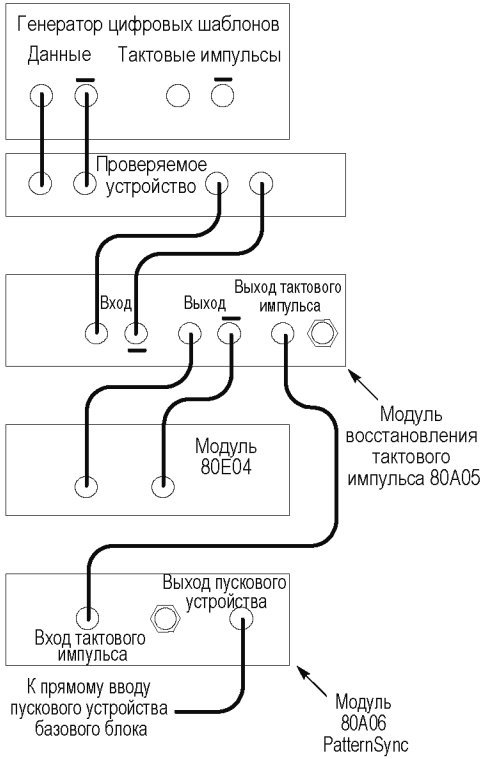 Генератор цифровых шаблонов
Данные
Тактовые импульсы
Проверяемое
устройство
Вход
Выход
Выход тактового
импульса
Модуль
восстановления
тактового
импульса 80A05
Модуль
80E04
Выход пускового
устройства
Вход тактового
импульса
К прямому вводу
пускового устройства
базового блока
Модуль
80A06
PatternSync